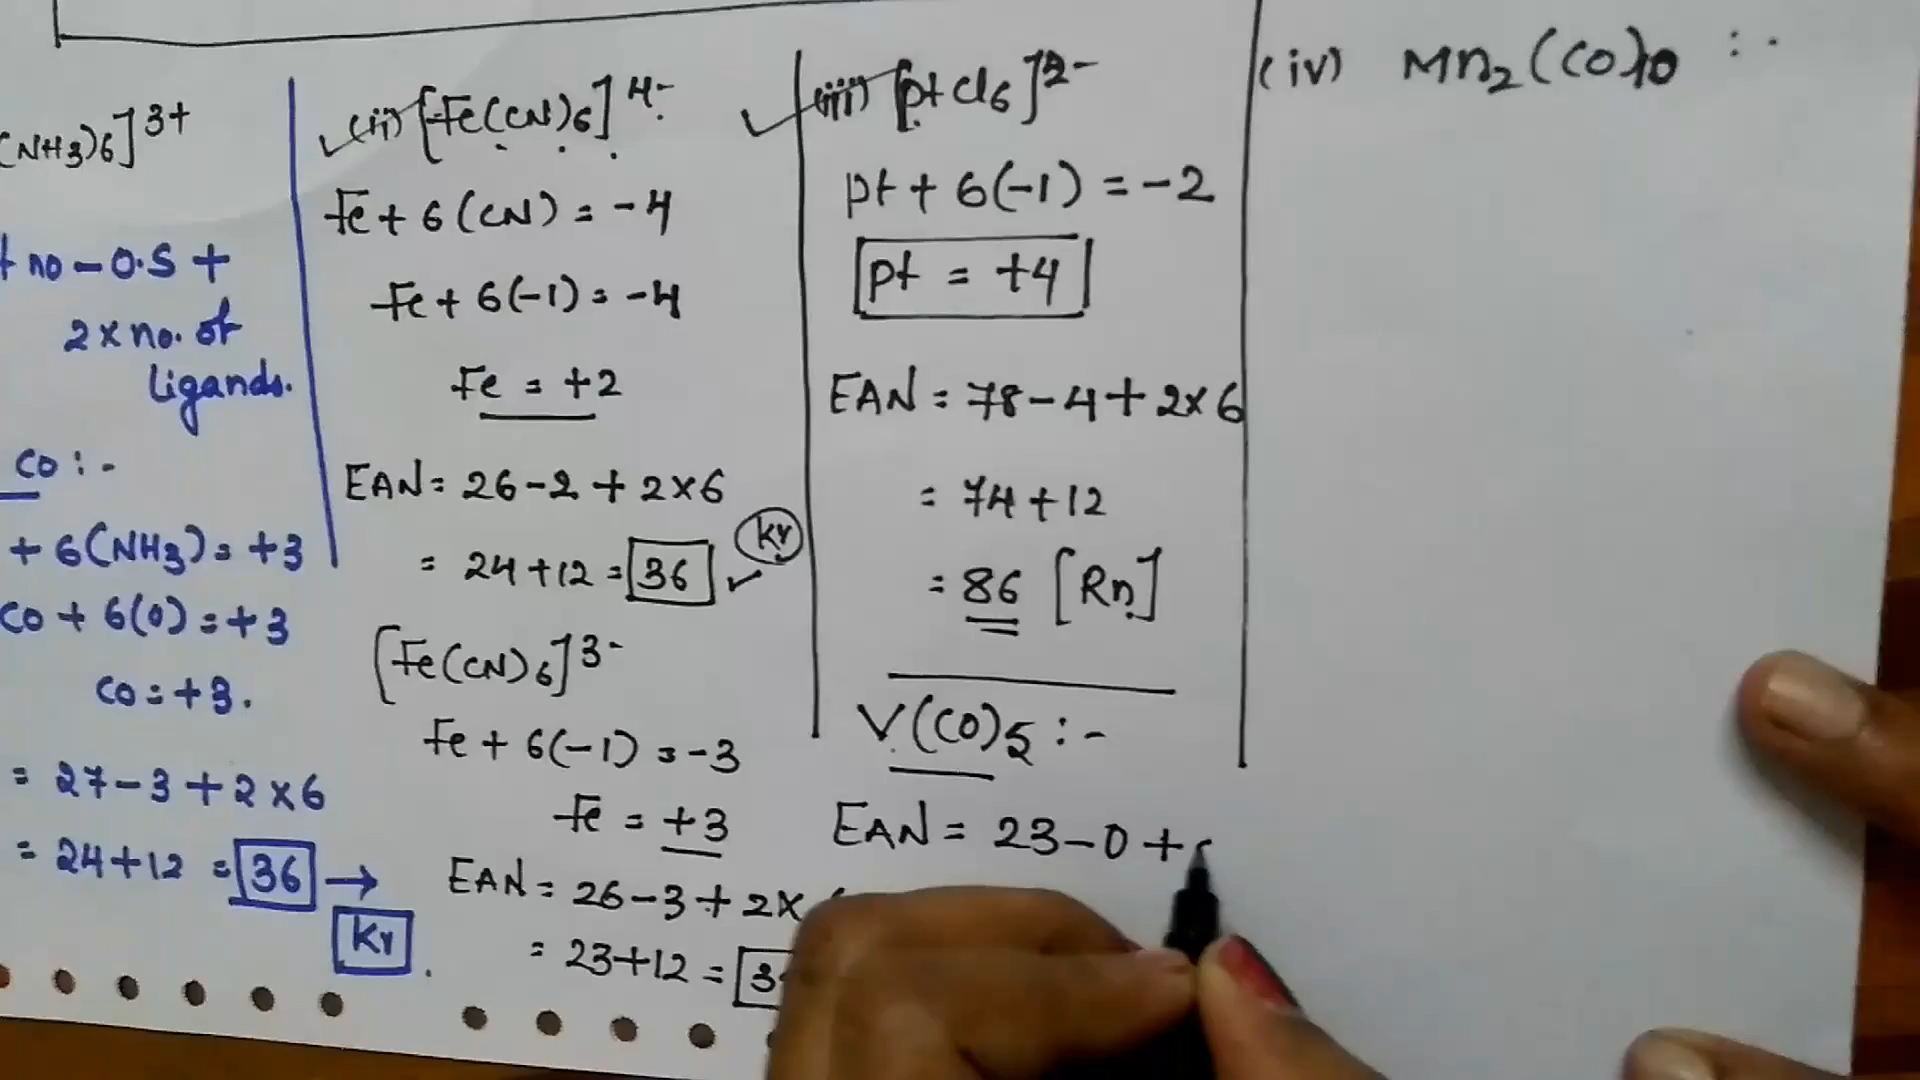 (NH3)6]3+
no - O.S +
2 x no. of
ligands.
CO : -
+ 6(NH3) = +3
CO + 6(0) = +3
CO = +3.
= 27 - 3 + 2 x 6
= 24 + 12 = 36 →
Kr
(ii) [Fe(CN)6]4-
Fe + 6(CN) = -4
Fe + 6(-1) = -4
Fe = +2
EAN = 26 - 2 + 2 x 6
= 24 + 12 = 36 ✓ Kr
[Fe(CN)6]3-
Fe + 6(-1) = -3
Fe = +3
EAN = 26 - 3 + 2 x
= 23 + 12 =
(iii) [pt Cl6]2-
pt + 6(-1) = -2
pt = +4
EAN = 78 - 4 + 2 x 6
= 74 + 12
= 86 [Rn]
V(CO)5 : -
EAN = 23 - 0 +
(iv) Mn2(CO)10 : -